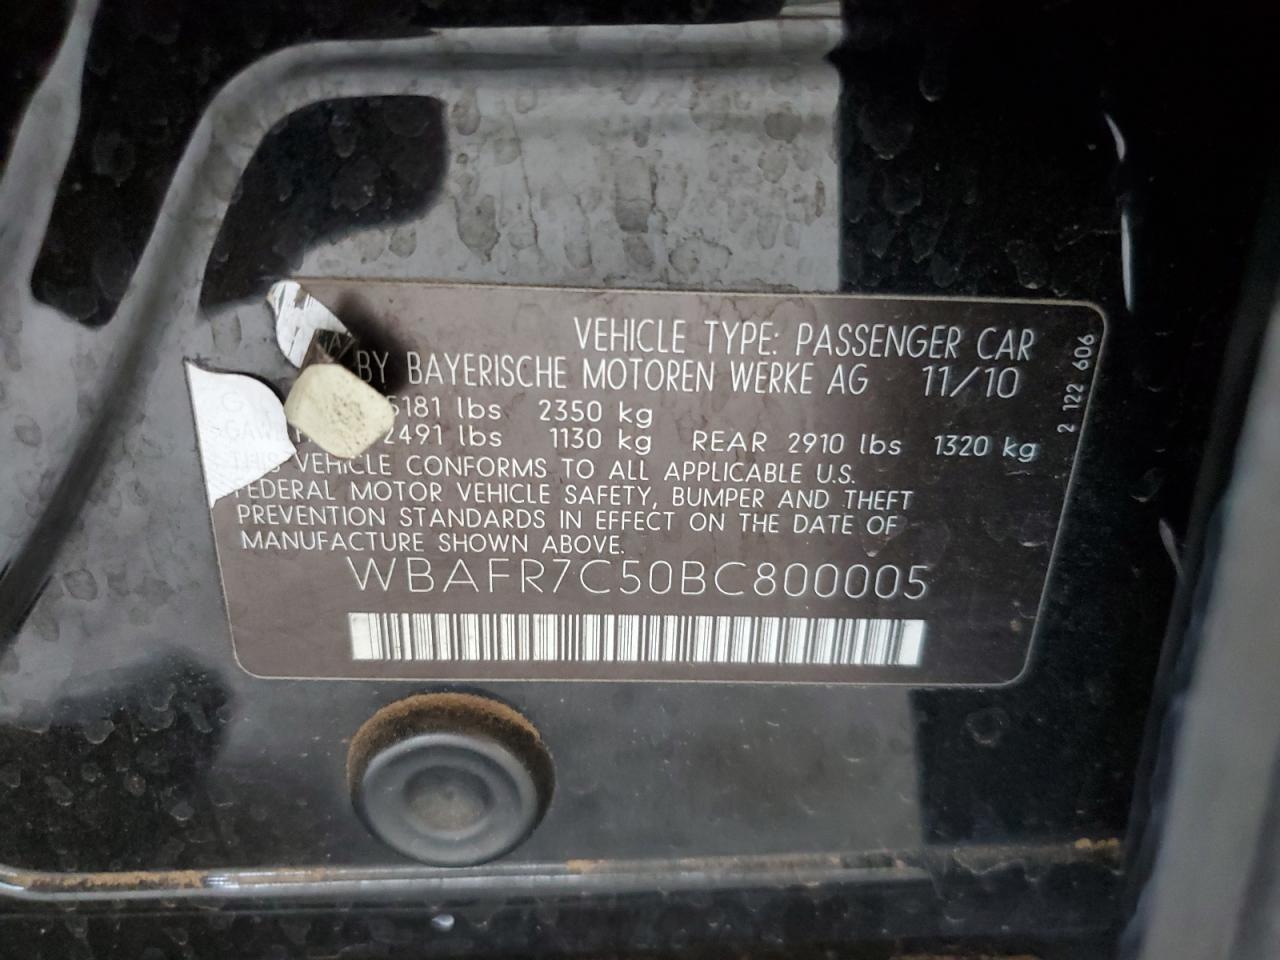 VEHICLE TYPE: PASSENGER CAR
BY BAYERISCHE MOTOREN WERKE AG 11/10
5181 lbs 2350 kg
2491 lbs 1130 kg REAR 2910 lbs 1320 kg
THIS VEHICLE CONFORMS TO ALL APPLICABLE U.S.
FEDERAL MOTOR VEHICLE SAFETY, BUMPER AND THEFT
PREVENTION STANDARDS IN EFFECT ON THE DATE OF
MANUFACTURE SHOWN ABOVE.
WBAFR7C50BC800005
2 122 606